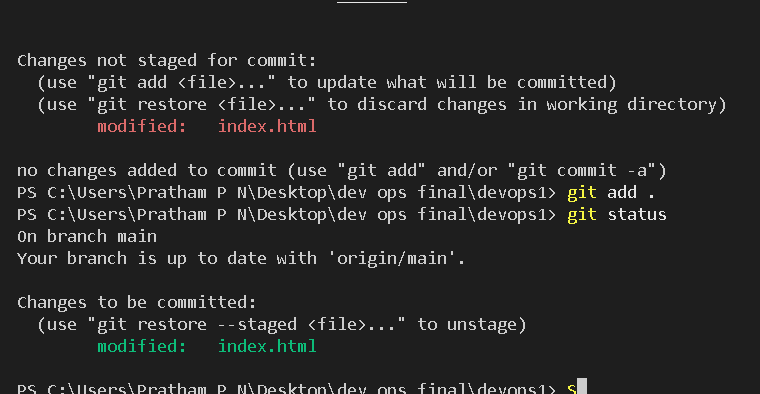 Changes not staged for commit:
  (use "git add <file>..." to update what will be committed)
  (use "git restore <file>..." to discard changes in working directory)
        modified:   index.html

no changes added to commit (use "git add" and/or "git commit -a")
PS C:\Users\Pratham P N\Desktop\dev ops final\devops1> git add .
PS C:\Users\Pratham P N\Desktop\dev ops final\devops1> git status
On branch main
Your branch is up to date with 'origin/main'.

Changes to be committed:
  (use "git restore --staged <file>..." to unstage)
        modified:   index.html

PS C:\Users\Pratham P N\Desktop\dev ops final\devops1> S